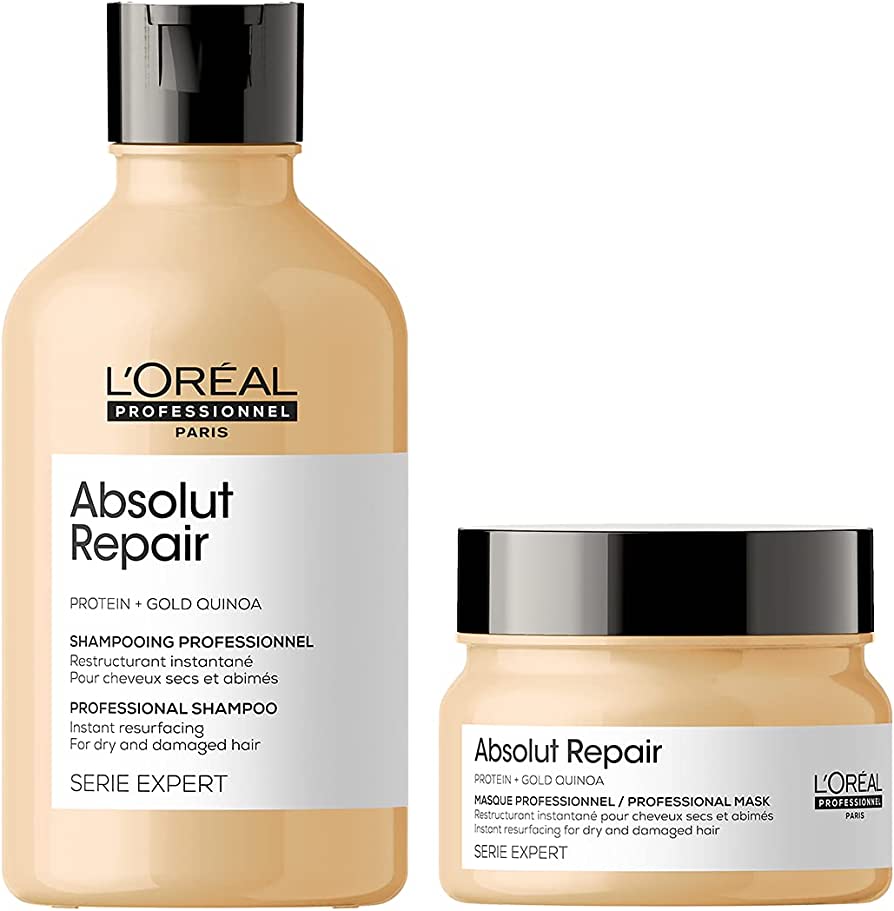 L'ORÉAL
PROFESSIONNEL
PARIS
Absolut
Repair
PROTEIN + GOLD QUINOA
SHAMPOOING PROFESSIONNEL
Restructurant instantané
Pour cheveux secs et abimés
PROFESSIONAL SHAMPOO
Instant resurfacing
For dry and damaged hair
SERIE EXPERT
Absolut Repair
PROTEIN + GOLD QUINOA
MASQUE PROFESSIONNEL / PROFESSIONAL MASK
Restructurant instantané pour cheveux secs et abimés
Instant resurfacing for dry and damaged hair
SERIE EXPERT
L'ORÉAL
PROFESSIONNEL
PARIS